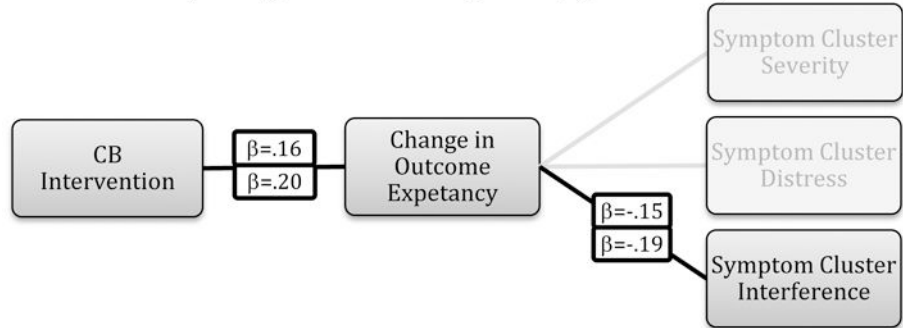 Symptom Cluster
Severity
CB
Intervention
β=.16
β=.20
Change in
Outcome
Expetancy
Symptom Cluster
Distress
β=-.15
β=-.19
Symptom Cluster
Interference